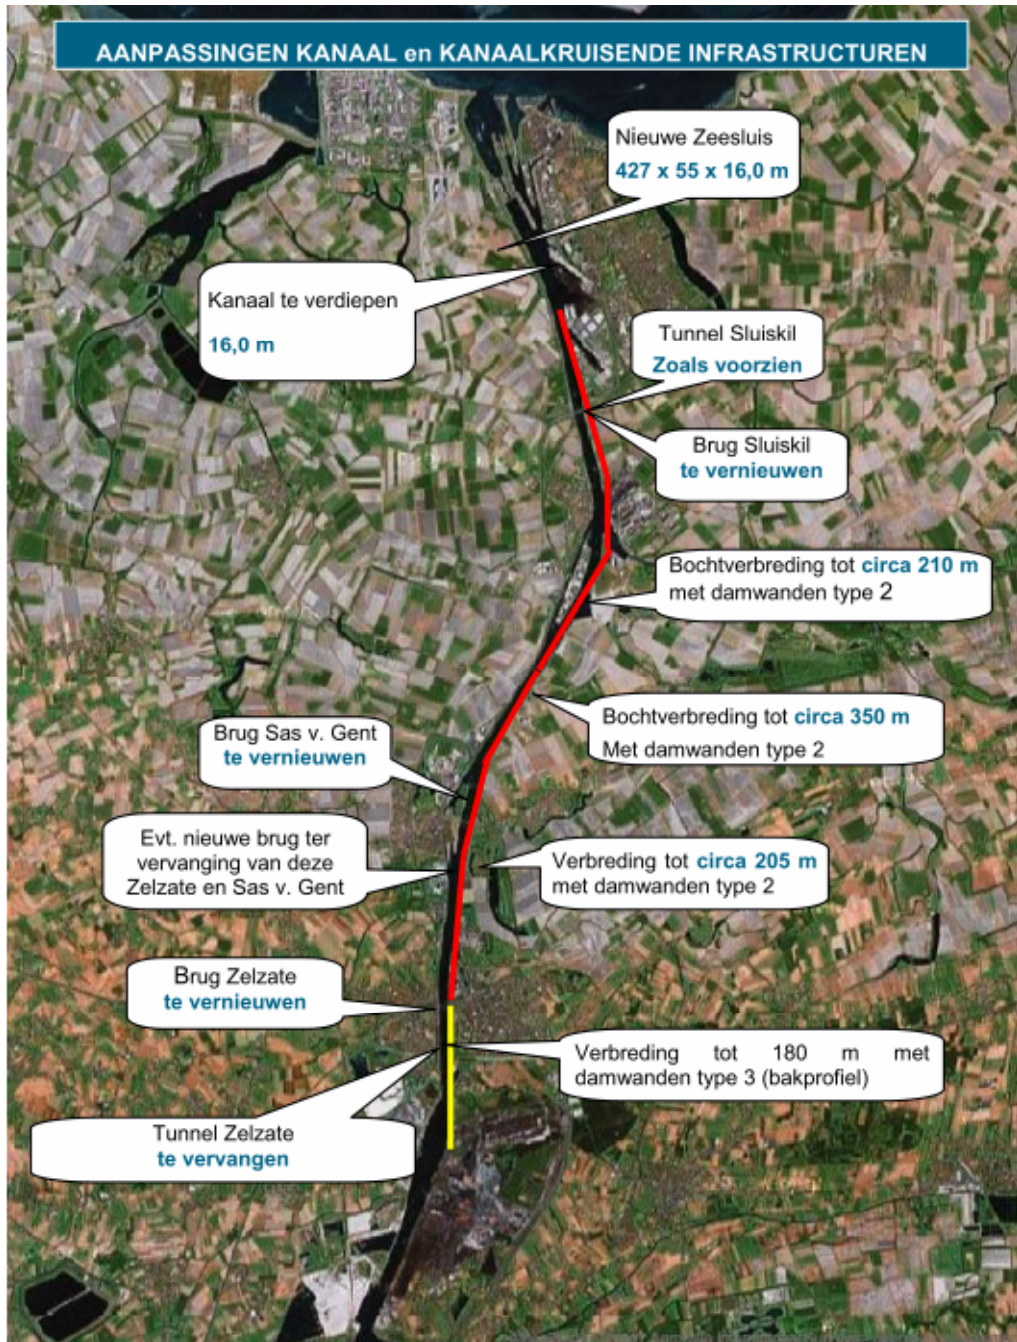 AANPASSINGEN KANAAL en KANAALKRUISENDE INFRASTRUCTUREN
Nieuwe Zeesluis
427 x 55 x 16,0 m
Kanaal te verdiepen
16,0 m
Tunnel Sluiskil
Zoals voorzien
Brug Sluiskil
te vernieuwen
Bochtverbreding tot circa 210 m
met damwanden type 2
Bochtverbreding tot circa 350 m
Met damwanden type 2
Brug Sas v. Gent
te vernieuwen
Evt. nieuwe brug ter
vervanging van deze
Zelzate en Sas v. Gent
Verbreding tot circa 205 m
met damwanden type 2
Brug Zelzate
te vernieuwen
Verbreding tot 180 m met
damwanden type 3 (bakprofiel)
Tunnel Zelzate
te vervangen